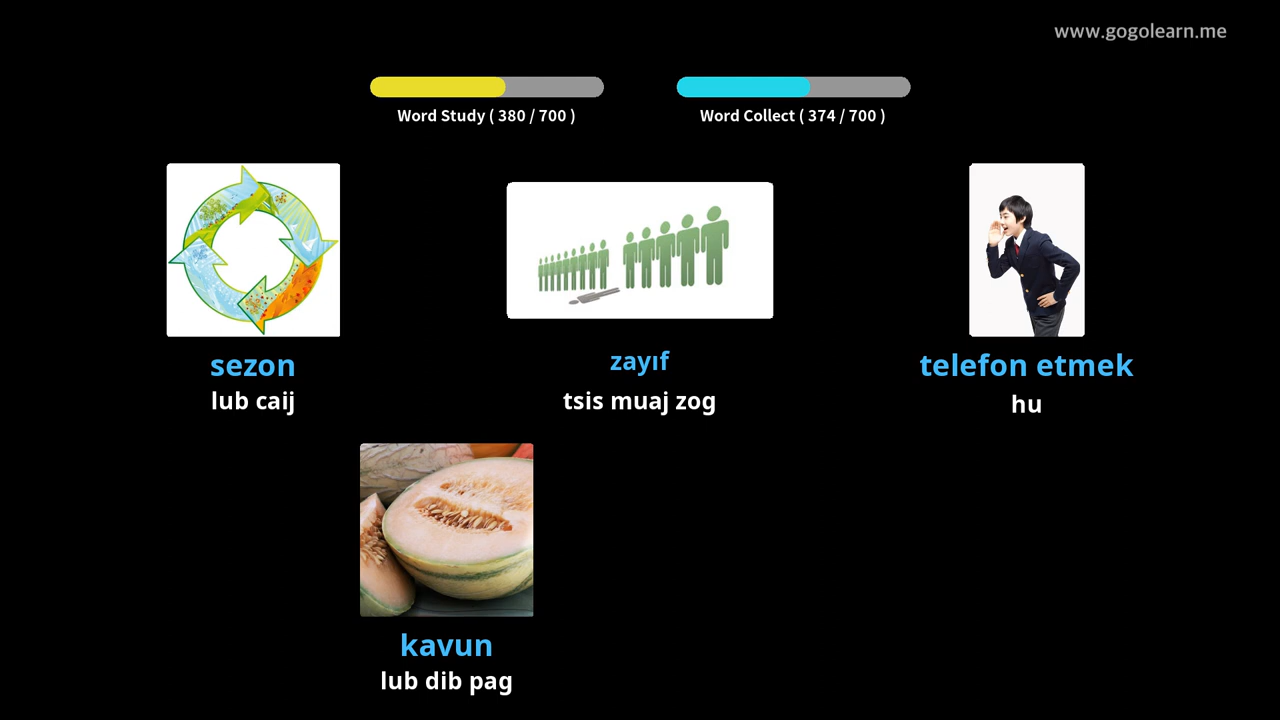 www.gogolearn.me
Word Study ( 380 / 700 )
Word Collect ( 374 / 700 )
sezon
lub caij
zayıf
tsis muaj zog
telefon etmek
hu
kavun
lub dib pag